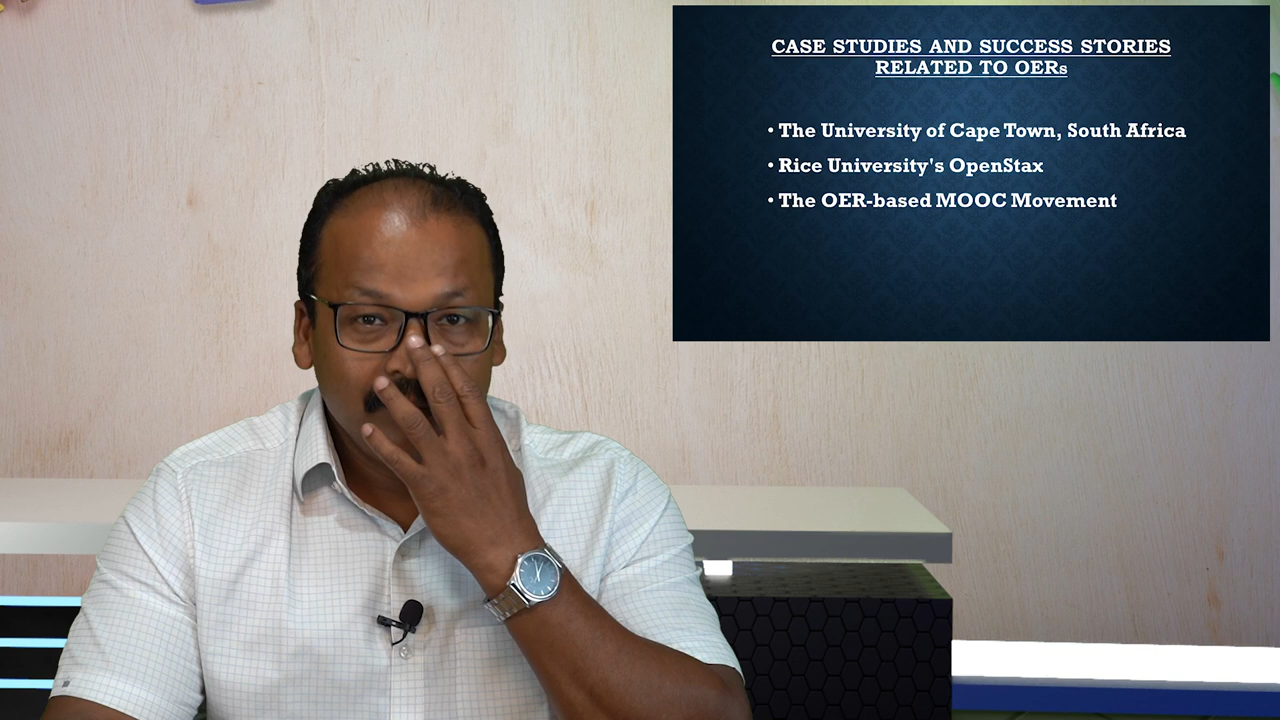 CASE STUDIES AND SUCCESS STORIES
RELATED TO OERs
• The University of Cape Town, South Africa
• Rice University's OpenStax
• The OER-based MOOC Movement